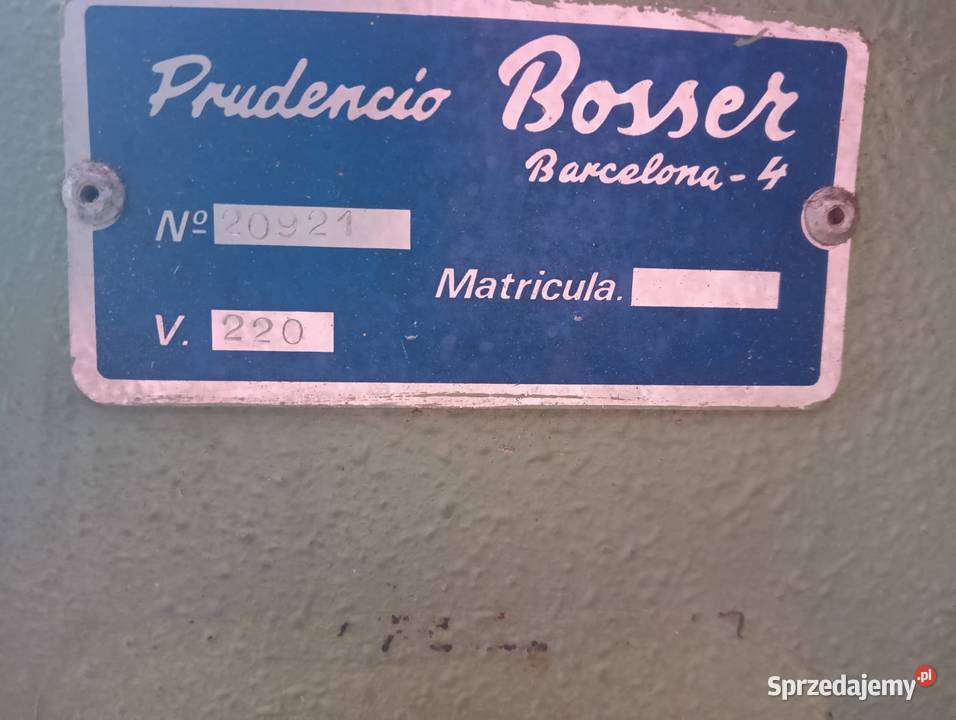 Prudencio Bosser
Barcelona - 4
Nº 20921
Matricula.
V. 220
Sprzedajemy.pl